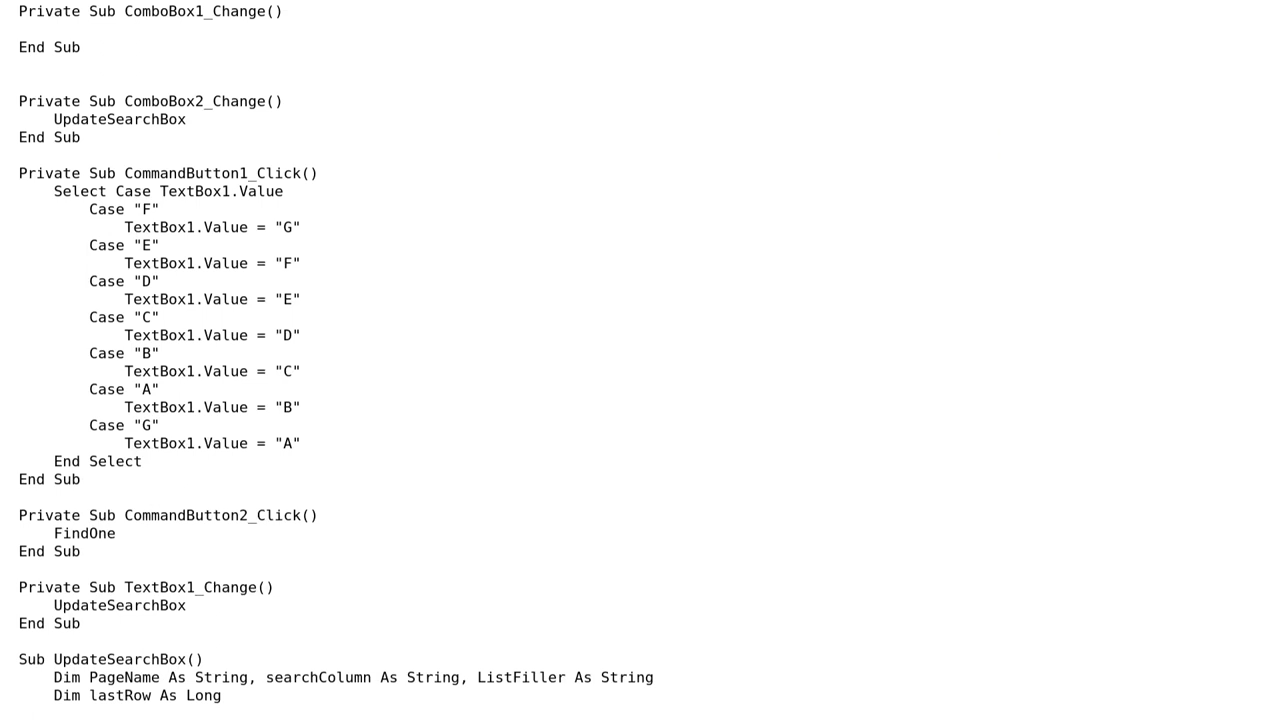 Private Sub ComboBox1_Change()
End Sub
Private Sub ComboBox2_Change()
UpdateSearchBox
End Sub
Private Sub CommandButton1_Click()
Select Case TextBox1.Value
Case "F"
TextBox1.Value = "G"
Case "E"
TextBox1.Value = "F"
Case "D"
TextBox1.Value = "E"
Case "C"
TextBox1.Value = "D"
Case "B"
TextBox1.Value = "C"
Case "A"
TextBox1.Value = "B"
Case "G"
TextBox1.Value = "A"
End Select
End Sub
Private Sub CommandButton2_Click()
FindOne
End Sub
Private Sub TextBox1_Change()
UpdateSearchBox
End Sub
Sub UpdateSearchBox()
Dim PageName As String, searchColumn As String, ListFiller As String
Dim lastRow As Long